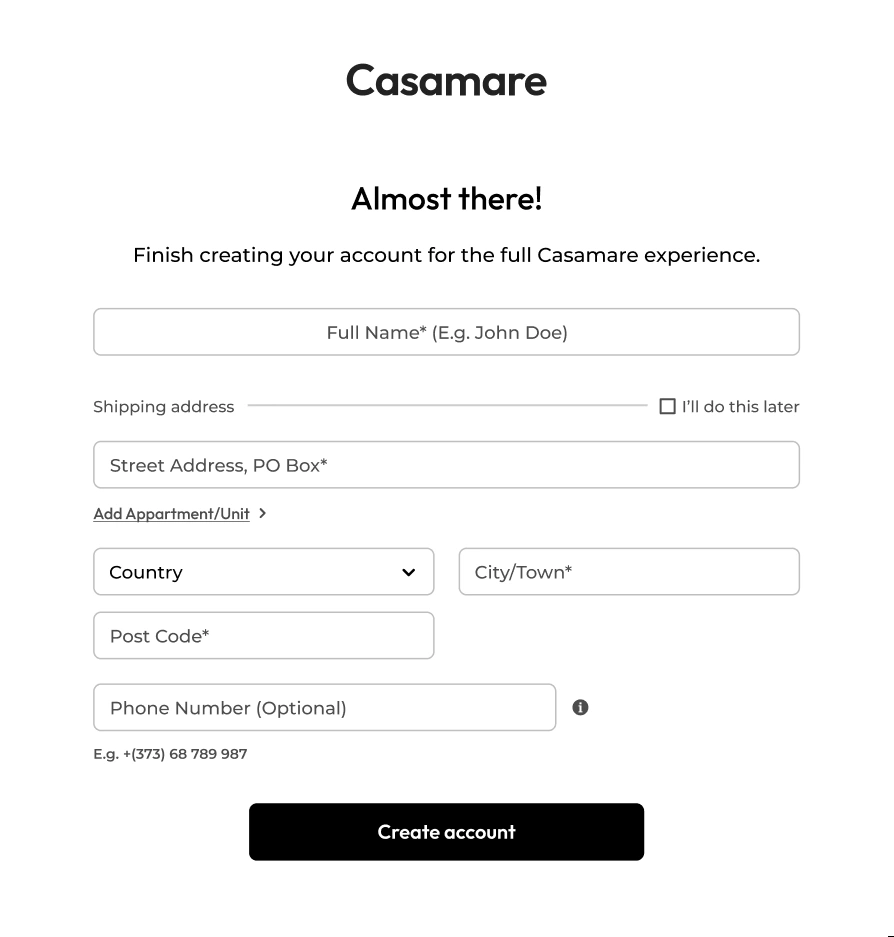 Casamare
Almost there!
Finish creating your account for the full Casamare experience.
Full Name* (E.g. John Doe)
Shipping address
I'll do this later
Street Address, PO Box*
Add Appartment/Unit
Country
City/Town*
Post Code*
Phone Number (Optional)
E.g. +(373) 68 789 987
Create account